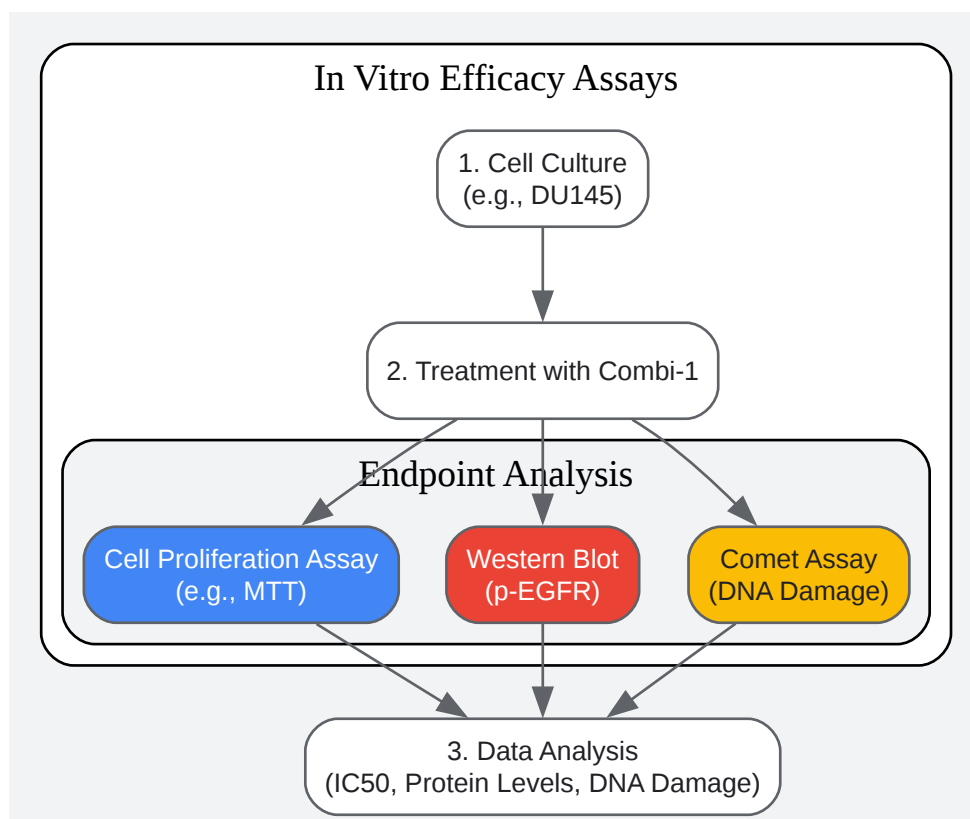 In Vitro Efficacy Assays
1. Cell Culture
(e.g., DU145)
2. Treatment with Combi-1
Endpoint Analysis
Cell Proliferation Assay
(e.g., MTT)
Western Blot
(p-EGFR)
Comet Assay
(DNA Damage)
3. Data Analysis
(IC50, Protein Levels, DNA Damage)